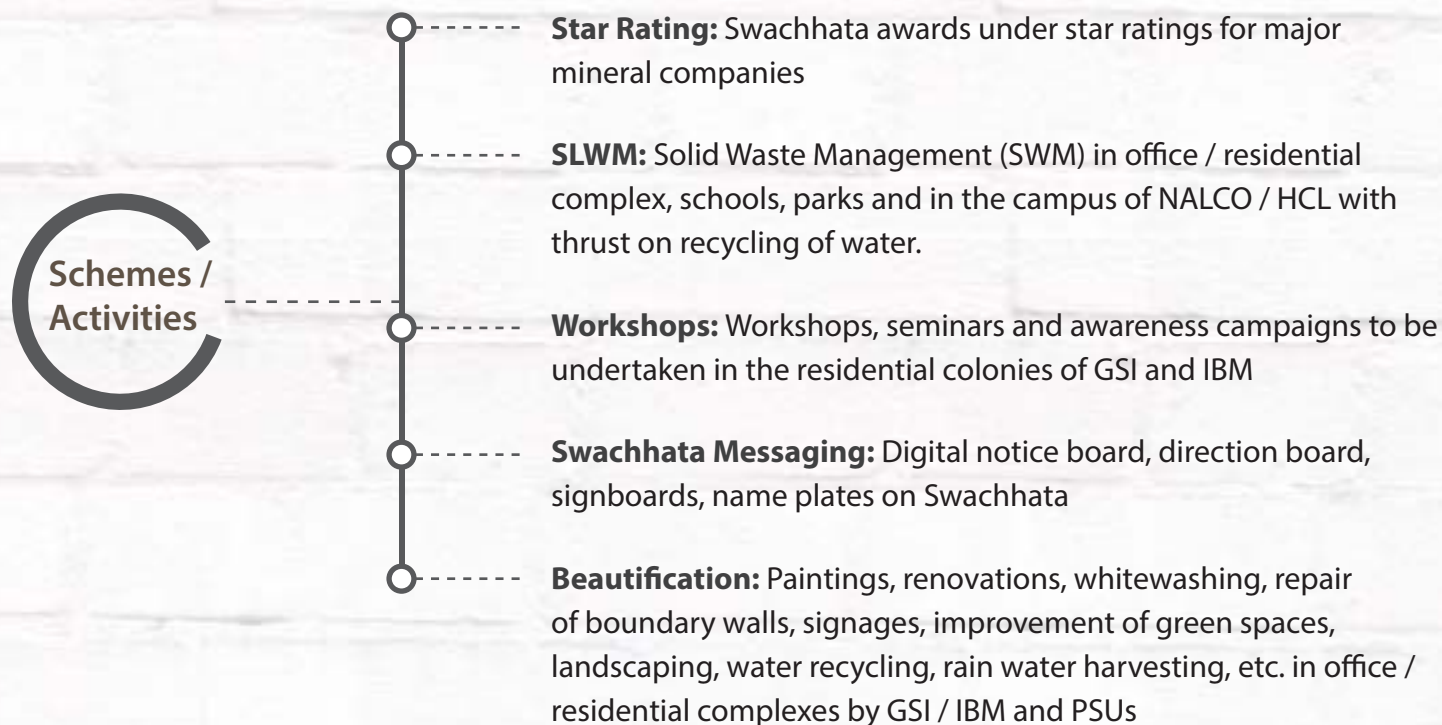 Schemes /
Activities
Star Rating: Swachhata awards under star ratings for major
mineral companies
SLWM: Solid Waste Management (SWM) in office / residential
complex, schools, parks and in the campus of NALCO / HCL with
thrust on recycling of water.
Workshops: Workshops, seminars and awareness campaigns to be
undertaken in the residential colonies of GSI and IBM
Swachhata Messaging: Digital notice board, direction board,
signboards, name plates on Swachhata
Beautification: Paintings, renovations, whitewashing, repair
of boundary walls, signages, improvement of green spaces,
landscaping, water recycling, rain water harvesting, etc. in office /
residential complexes by GSI / IBM and PSUs